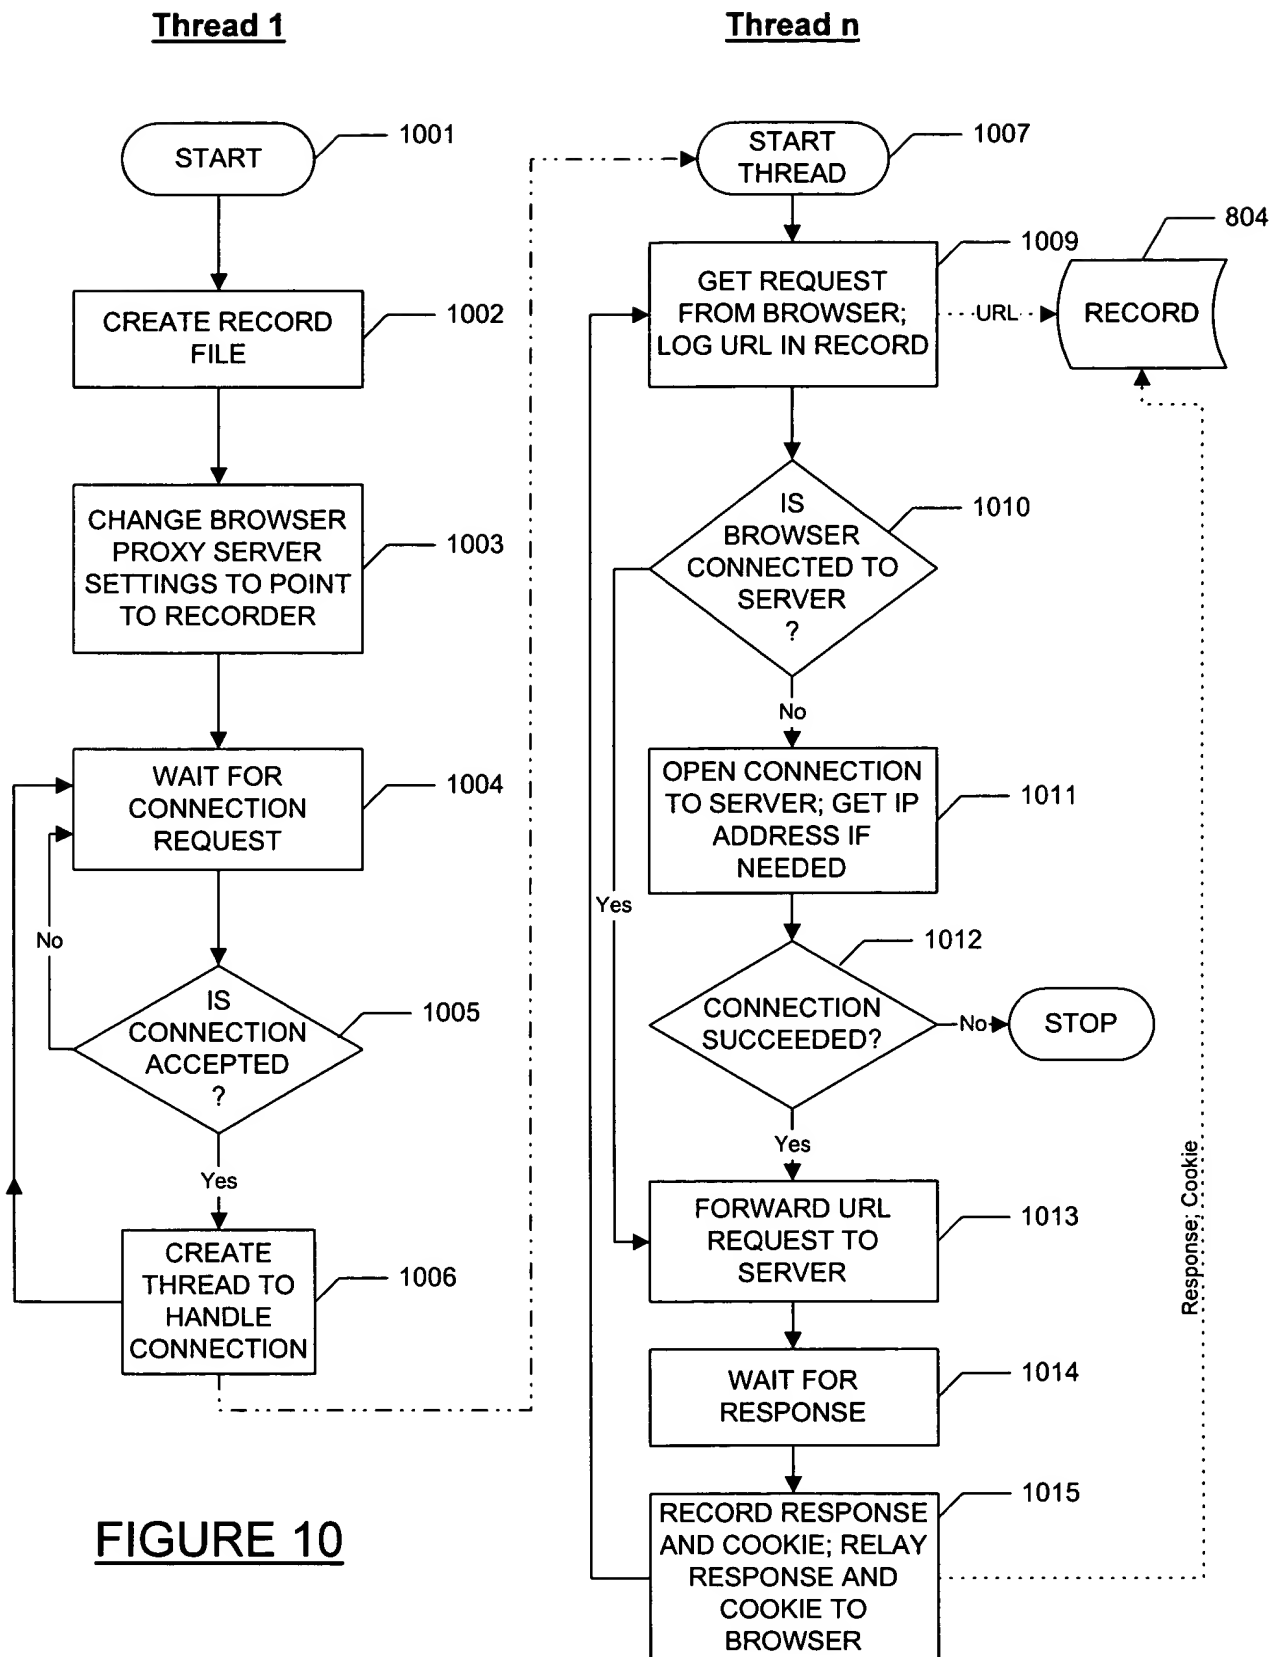 Thread 1
START
1001
CREATE RECORD
FILE
1002
CHANGE BROWSER
PROXY SERVER
SETTINGS TO POINT
TO RECORDER
1003
WAIT FOR
CONNECTION
REQUEST
1004
No
IS
CONNECTION
ACCEPTED
?
1005
Yes
CREATE
THREAD TO
HANDLE
CONNECTION
1006
Thread n
START
THREAD
1007
GET REQUEST
FROM BROWSER;
LOG URL IN RECORD
1009
URL
RECORD
804
IS
BROWSER
CONNECTED TO
SERVER
?
1010
No
Yes
OPEN CONNECTION
TO SERVER; GET IP
ADDRESS IF
NEEDED
1011
CONNECTION
SUCCEEDED?
1012
No
STOP
Yes
FORWARD URL
REQUEST TO
SERVER
1013
WAIT FOR
RESPONSE
1014
RECORD RESPONSE
AND COOKIE; RELAY
RESPONSE AND
COOKIE TO
BROWSER
1015
Response; Cookie
FIGURE 10